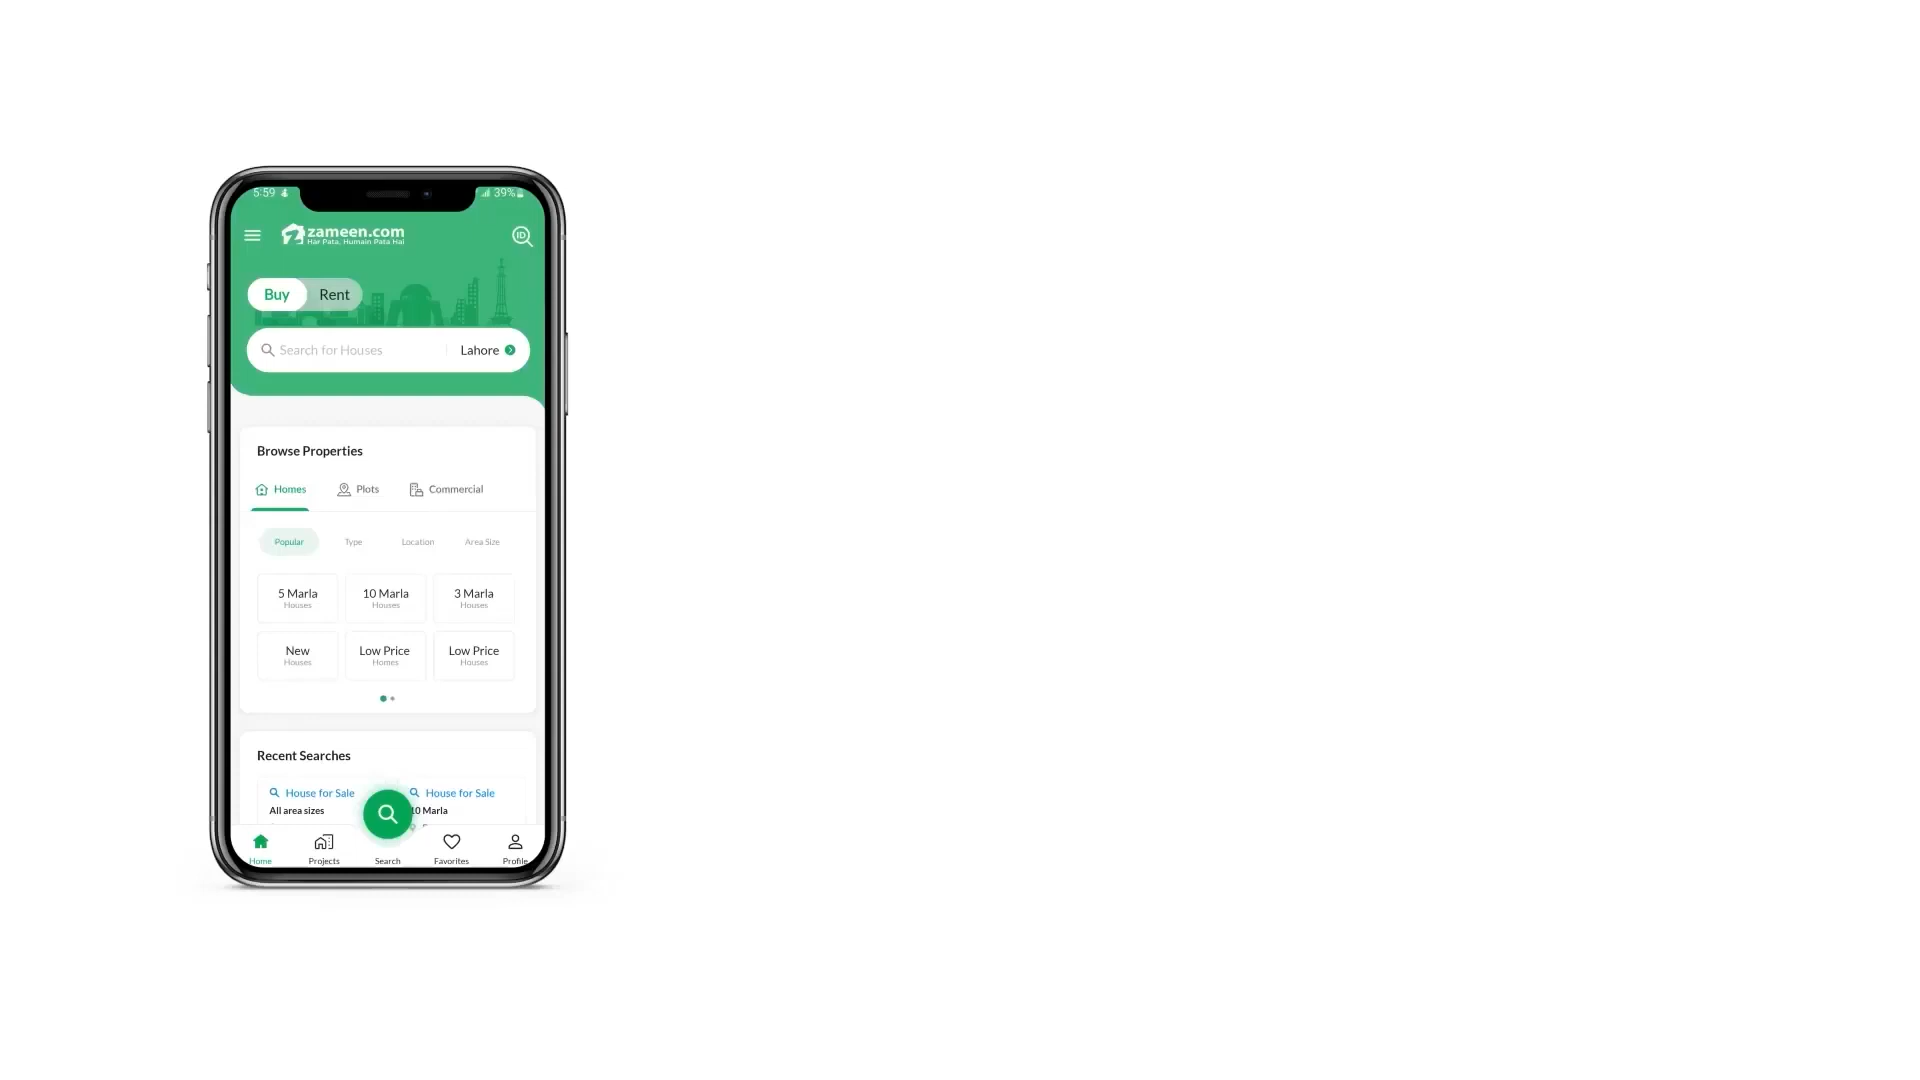 5:59 39%
zameen.com
Har Pata, Humain Pata Hai
ID
Buy Rent
Search for Houses Lahore
Browse Properties
Homes Plots Commercial
Popular Type Location Area Size
5 Marla 10 Marla 3 Marla
Houses Houses Houses
New Low Price Low Price
Houses Homes Houses
Recent Searches
House for Sale House for Sale
All area sizes 10 Marla
Home Projects Search Favorites Profile